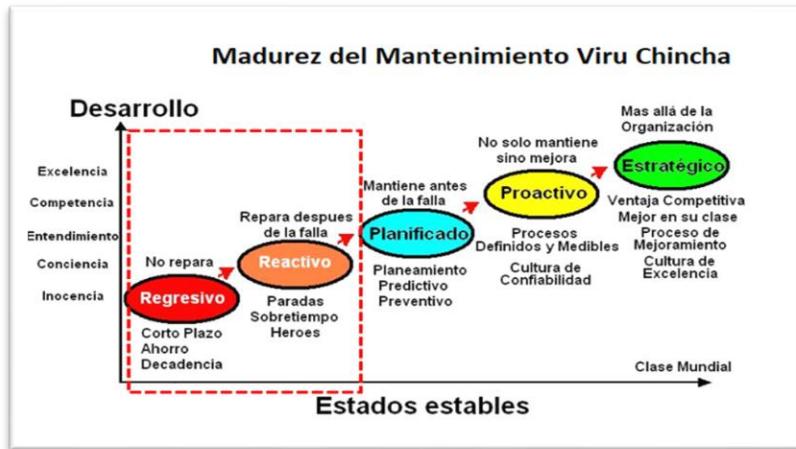 Madurez del Mantenimiento Viru Chincha
Desarrollo
Excelencia
Competencia
Entendimiento
Conciencia
Inocencia
No repara
Regresivo
Corto Plazo
Ahorro
Decadencia
Repara despues
de la falla
Reactivo
Paradas
Sobretiempo
Heroes
Mantiene antes
de la falla
Planificado
Planeamiento
Predictivo
Preventivo
No solo mantiene
sino mejora
Proactivo
Procesos
Definidos y Medibles
Cultura de
Confiabilidad
Mas allá de la
Organización
Estratégico
Ventaja Competitiva
Mejor en su clase
Proceso de
Mejoramiento
Cultura de
Excelencia
Clase Mundial
Estados estables